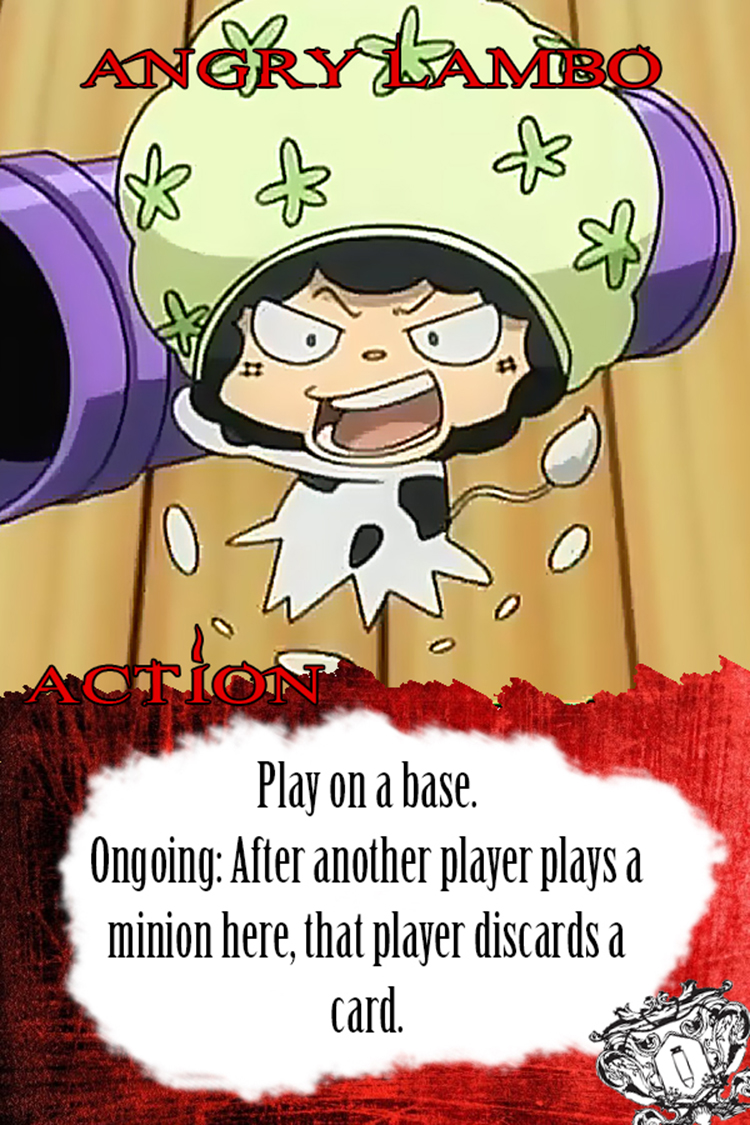 ANGRY LAMBO
ACTION
Play on a base.
Ongoing: After another player plays a
minion here, that player discards a
card.